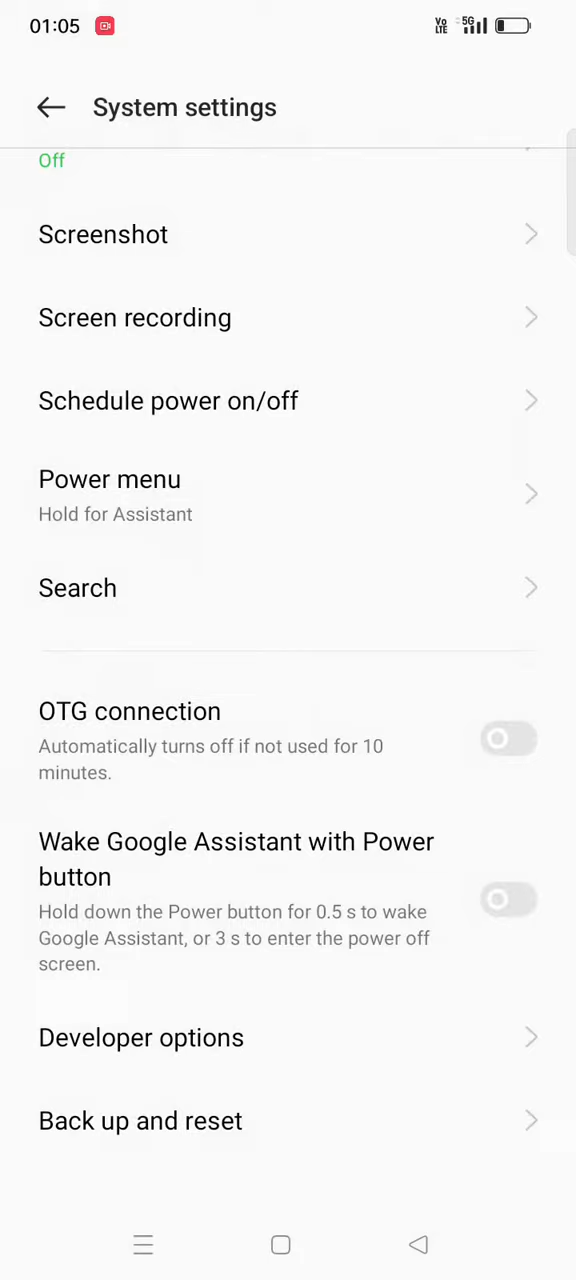 01:05
Vo
LTE
5G
System settings
Off
Screenshot
Screen recording
Schedule power on/off
Power menu
Hold for Assistant
Search
OTG connection
Automatically turns off if not used for 10
minutes.
Wake Google Assistant with Power
button
Hold down the Power button for 0.5 s to wake
Google Assistant, or 3 s to enter the power off
screen.
Developer options
Back up and reset